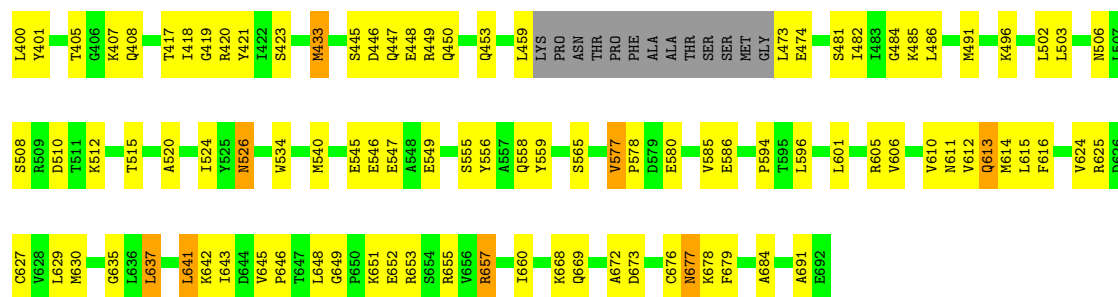 L400 Y401 T405 G406 K407 Q408 T417 I418 G419 R420 Y421 I422 S423 M433 S445 D446 Q447 E448 R449 Q450 Q453 L459 LYS PRO ASN THR PRO PHE ALA ALA THR SER SER MET GLY L473 E474 S481 I482 I483 G484 K485 L486 M491 K496 L502 L503 N506 L507
S508 R509 D510 T511 K512 T515 A520 I524 Y525 N526 W534 M540 E545 E546 E547 A548 E549 S555 Y556 A557 Q558 Y559 S565 V577 P578 D579 E580 V585 E586 P594 T595 L596 L601 R605 V606 V610 N611 V612 Q613 M614 L615 F616 V624 R625 D626
C627 V628 L629 M630 G635 L636 L637 L641 K642 I643 D644 V645 P646 T647 L648 G649 P650 K651 E652 R653 S654 R655 V656 R657 I660 K668 Q669 A672 D673 C676 N677 K678 F679 A684 A691 E692